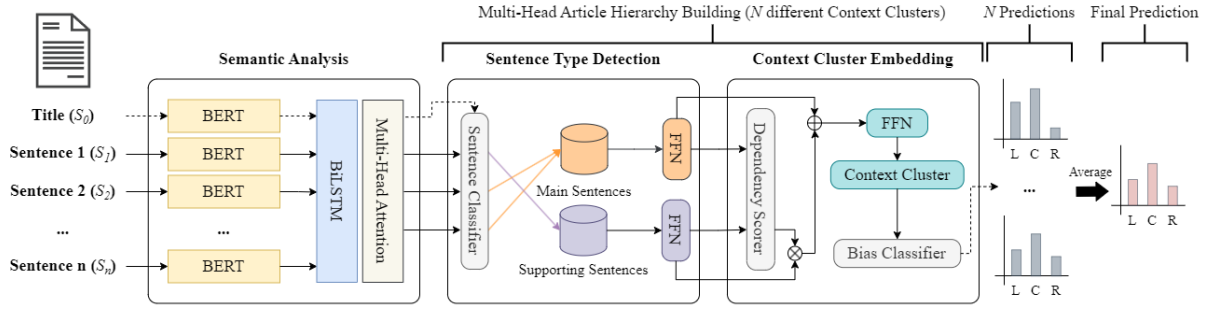 Multi-Head Article Hierarchy Building (N different Context Clusters)
N Predictions
Final Prediction
Semantic Analysis
Sentence Type Detection
Context Cluster Embedding
Title (S0)
BERT
Sentence 1 (S1)
BERT
Sentence 2 (S2)
BERT
...
...
Sentence n (Sn)
BERT
BiLSTM
Multi-Head Attention
Sentence Classifier
Main Sentences
Supporting Sentences
FFN
FFN
Dependency Scorer
FFN
Context Cluster
Bias Classifier
L C R
...
L C R
Average
L C R